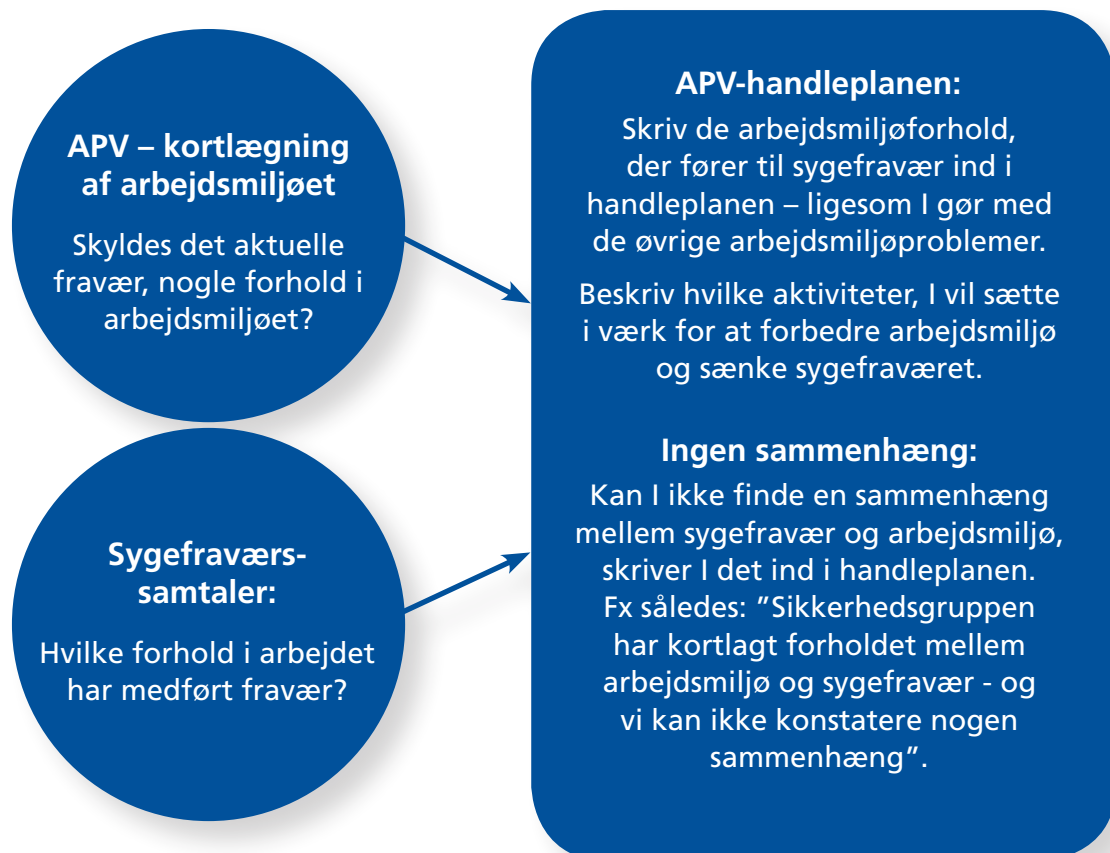 APV – kortlægning
af arbejdsmiljøet
Skyldes det aktuelle
fravær, nogle forhold i
arbejdsmiljøet?
Sygefraværs-
samtaler:
Hvilke forhold i arbejdet
har medført fravær?
APV-handleplanen:
Skriv de arbejdsmiljøforhold,
der fører til sygefravær ind i
handleplanen – ligesom I gør med
de øvrige arbejdsmiljøproblemer.
Beskriv hvilke aktiviteter, I vil sætte
i værk for at forbedre arbejdsmiljø
og sænke sygefraværet.
Ingen sammenhæng:
Kan I ikke finde en sammenhæng
mellem sygefravær og arbejdsmiljø,
skriver I det ind i handleplanen.
Fx således: ”Sikkerhedsgruppen
har kortlagt forholdet mellem
arbejdsmiljø og sygefravær - og
vi kan ikke konstatere nogen
sammenhæng”.